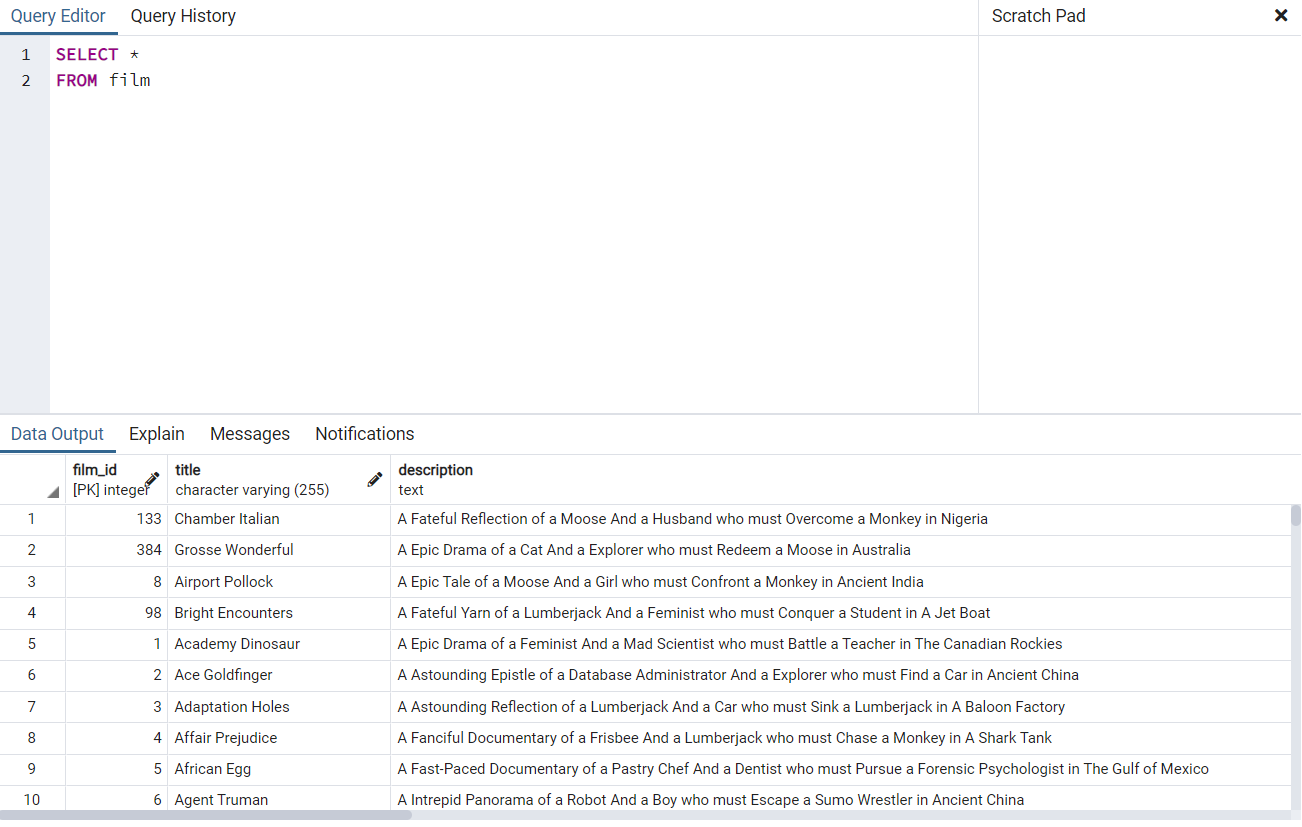 Query Editor Query History Scratch Pad
1 SELECT *
2 FROM film
Data Output Explain Messages Notifications
film_id title description
[PK] integer character varying (255) text
1 133 Chamber Italian A Fateful Reflection of a Moose And a Husband who must Overcome a Monkey in Nigeria
2 384 Grosse Wonderful A Epic Drama of a Cat And a Explorer who must Redeem a Moose in Australia
3 8 Airport Pollock A Epic Tale of a Moose And a Girl who must Confront a Monkey in Ancient India
4 98 Bright Encounters A Fateful Yarn of a Lumberjack And a Feminist who must Conquer a Student in A Jet Boat
5 1 Academy Dinosaur A Epic Drama of a Feminist And a Mad Scientist who must Battle a Teacher in The Canadian Rockies
6 2 Ace Goldfinger A Astounding Epistle of a Database Administrator And a Explorer who must Find a Car in Ancient China
7 3 Adaptation Holes A Astounding Reflection of a Lumberjack And a Car who must Sink a Lumberjack in A Baloon Factory
8 4 Affair Prejudice A Fanciful Documentary of a Frisbee And a Lumberjack who must Chase a Monkey in A Shark Tank
9 5 African Egg A Fast-Paced Documentary of a Pastry Chef And a Dentist who must Pursue a Forensic Psychologist in The Gulf of Mexico
10 6 Agent Truman A Intrepid Panorama of a Robot And a Boy who must Escape a Sumo Wrestler in Ancient China